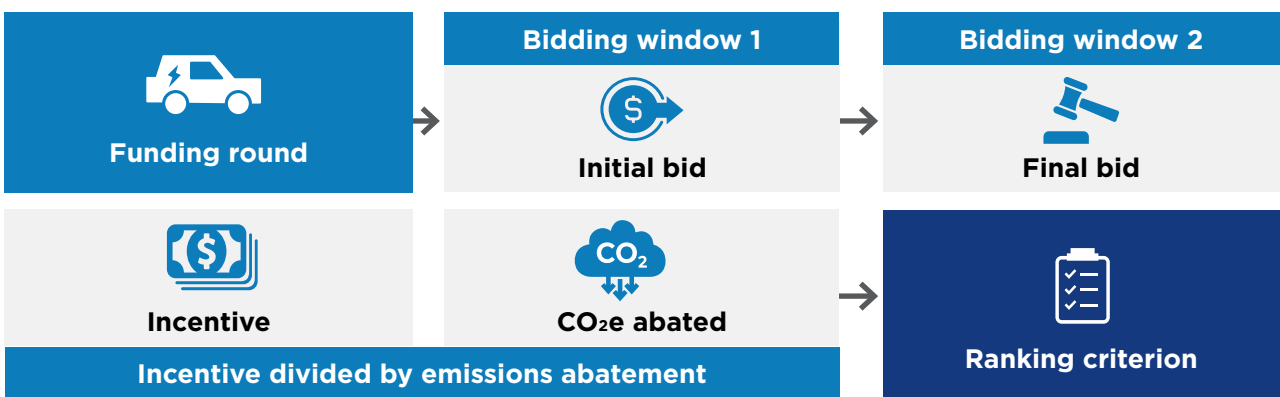 Funding round
Bidding window 1
$
Initial bid
Bidding window 2
Final bid
$
Incentive
CO₂
CO₂e abated
Incentive divided by emissions abatement
Ranking criterion